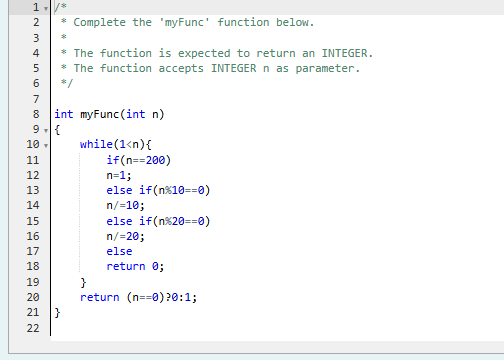 1 /*
2  * Complete the 'myFunc' function below.
3  *
4  * The function is expected to return an INTEGER.
5  * The function accepts INTEGER n as parameter.
6  */
7
8 int myFunc(int n)
9 {
10     while(1<n){
11         if(n==200)
12         n=1;
13         else if(n%10==0)
14         n/=10;
15         else if(n%20==0)
16         n/=20;
17         else
18         return 0;
19     }
20     return (n==0)?0:1;
21 }
22